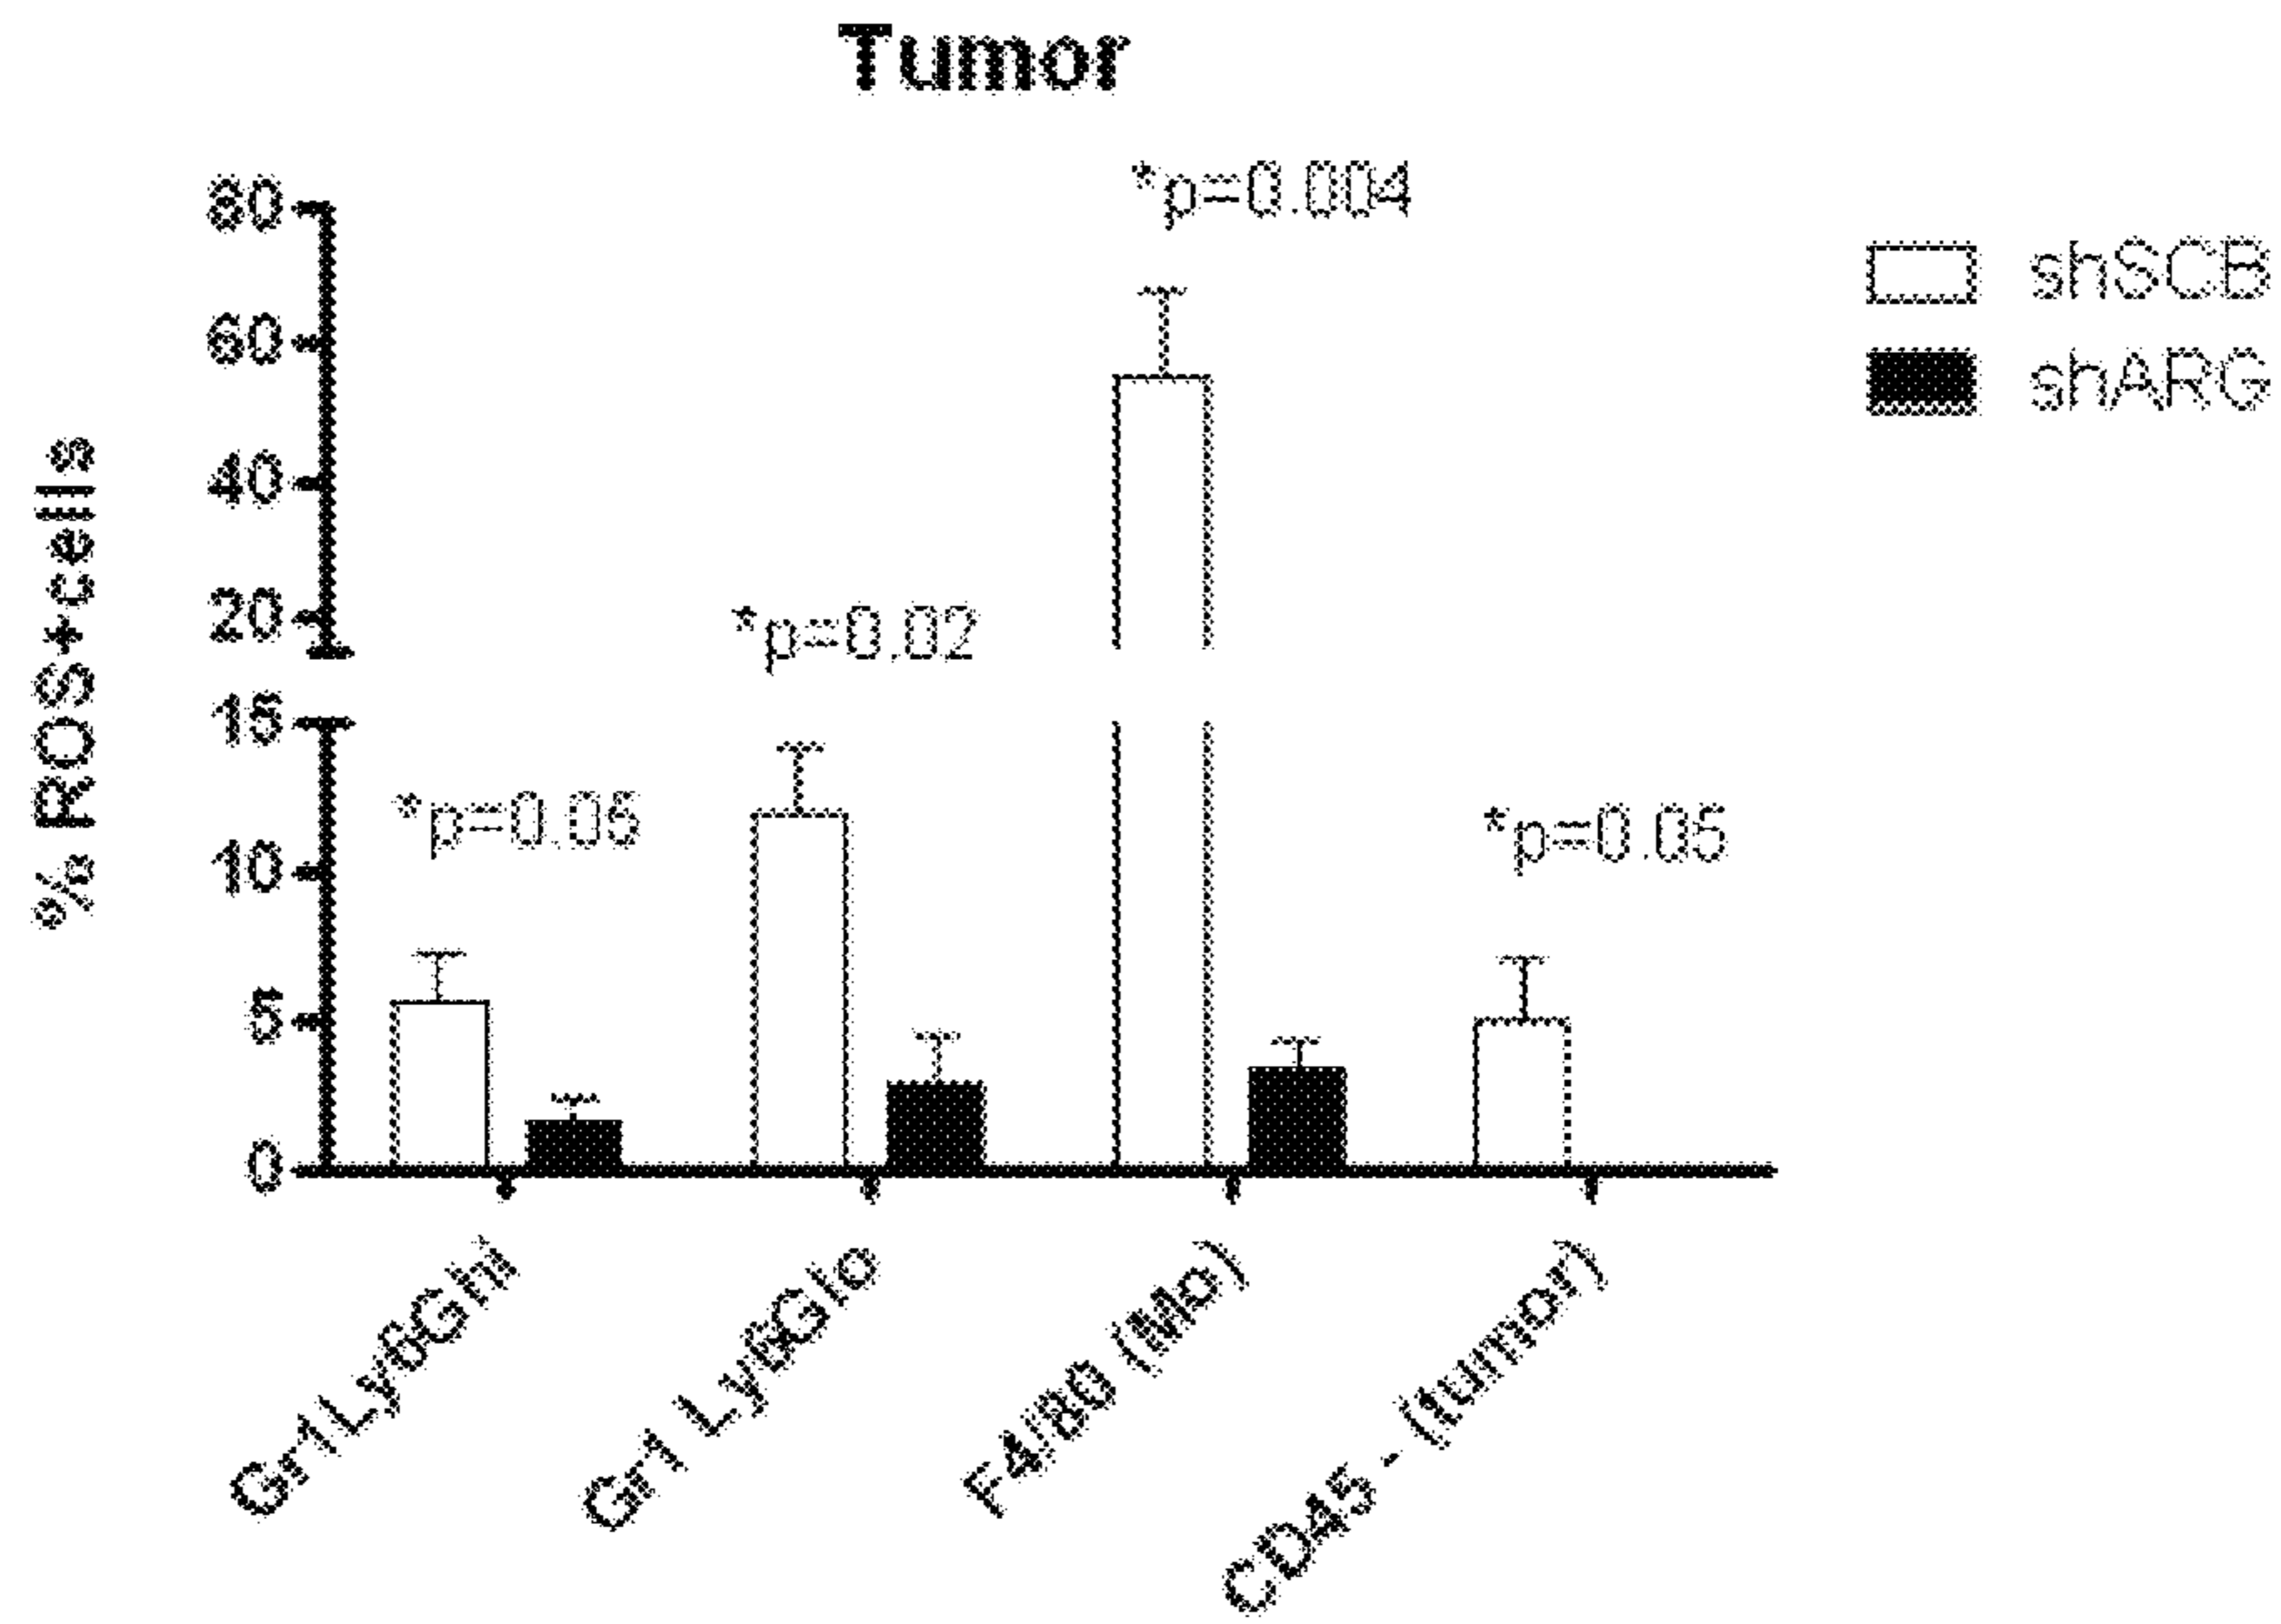 Tumor
% ROS+cells
80
60
40
20
15
10
5
0
*p=0.05
*p=0.02
*p=0.004
*p=0.05
shSCB
shARG
Gr1Ly6Ghi
Gr1 Ly6Glo
F4/80 (Mo)
CD45 - (tumor)